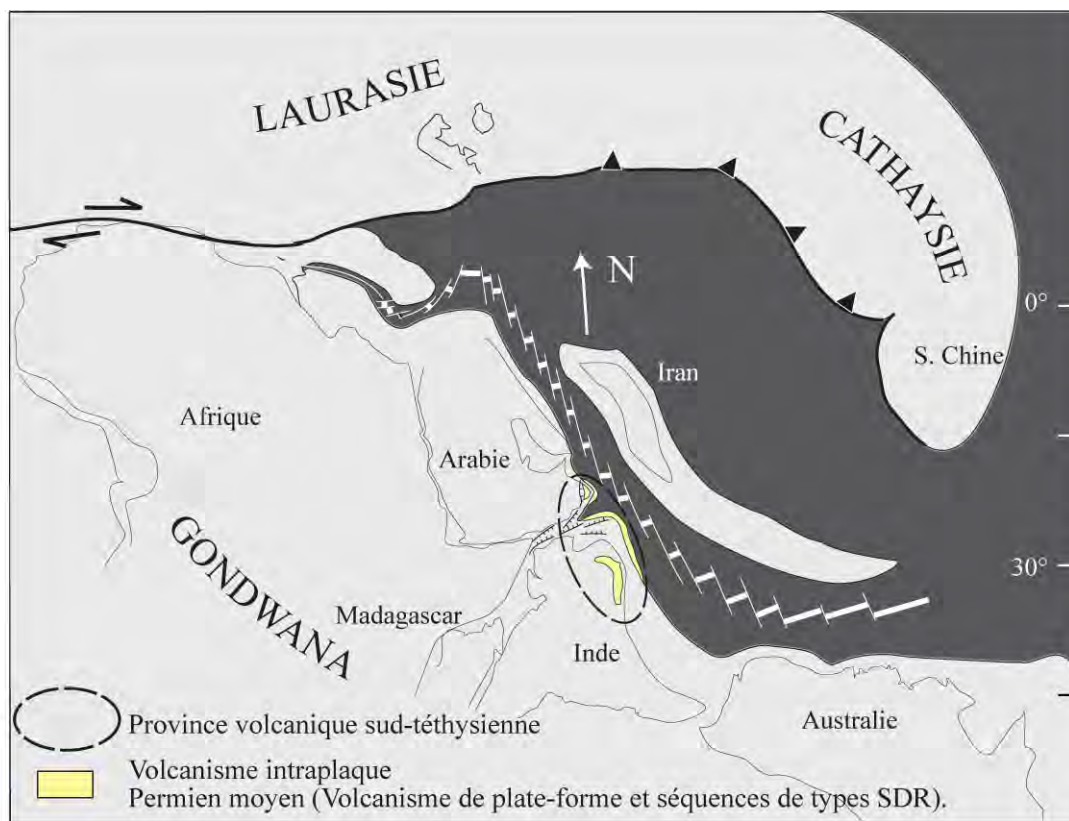 LAURASIE
CATHAYSIE
N
0°
S. Chine
Iran
Afrique
Arabie
GONDWANA
30°
Madagascar
Inde
Australie
Province volcanique sud-téthysienne
Volcanisme intraplaque
Permien moyen (Volcanisme de plate-forme et séquences de types SDR).